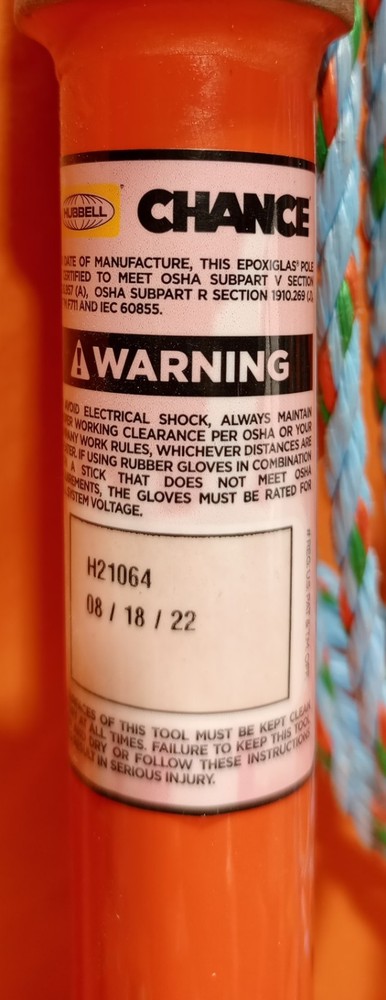 HUBBELL
CHANCE
DATE OF MANUFACTURE, THIS EPOXIGLAS® POLE
CERTIFIED TO MEET OSHA SUBPART V SECTION
(A), OSHA SUBPART R SECTION 1910.269 (J),
F711 AND IEC 60855.
WARNING
AVOID ELECTRICAL SHOCK, ALWAYS MAINTAIN
WORKING CLEARANCE PER OSHA OR YOUR
WORK RULES, WHICHEVER DISTANCES ARE
IF USING RUBBER GLOVES IN COMBINATION
A STICK THAT DOES NOT MEET OSHA
THE GLOVES MUST BE RATED FOR
SYSTEM VOLTAGE.
H21064
08 / 18 / 22
OF THIS TOOL MUST BE KEPT CLEAN
AT ALL TIMES. FAILURE TO KEEP THIS TOOL
AND DRY OR FOLLOW THESE INSTRUCTIONS
IN SERIOUS INJURY.